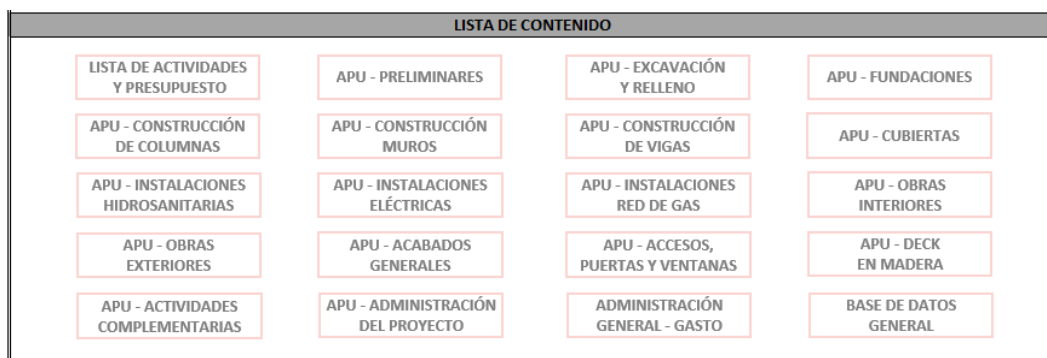 LISTA DE CONTENIDO
LISTA DE ACTIVIDADES
Y PRESUPUESTO
APU - PRELIMINARES
APU - EXCAVACIÓN
Y RELLENO
APU - FUNDACIONES
APU - CONSTRUCCIÓN
DE COLUMNAS
APU - CONSTRUCCIÓN
MUROS
APU - CONSTRUCCIÓN
DE VIGAS
APU - CUBIERTAS
APU - INSTALACIONES
HIDROSANITARIAS
APU - INSTALACIONES
ELÉCTRICAS
APU - INSTALACIONES
RED DE GAS
APU - OBRAS
INTERIORES
APU - OBRAS
EXTERIORES
APU - ACABADOS
GENERALES
APU - ACCESOS,
PUERTAS Y VENTANAS
APU - DECK
EN MADERA
APU - ACTIVIDADES
COMPLEMENTARIAS
APU - ADMINISTRACIÓN
DEL PROYECTO
ADMINISTRACIÓN
GENERAL - GASTO
BASE DE DATOS
GENERAL